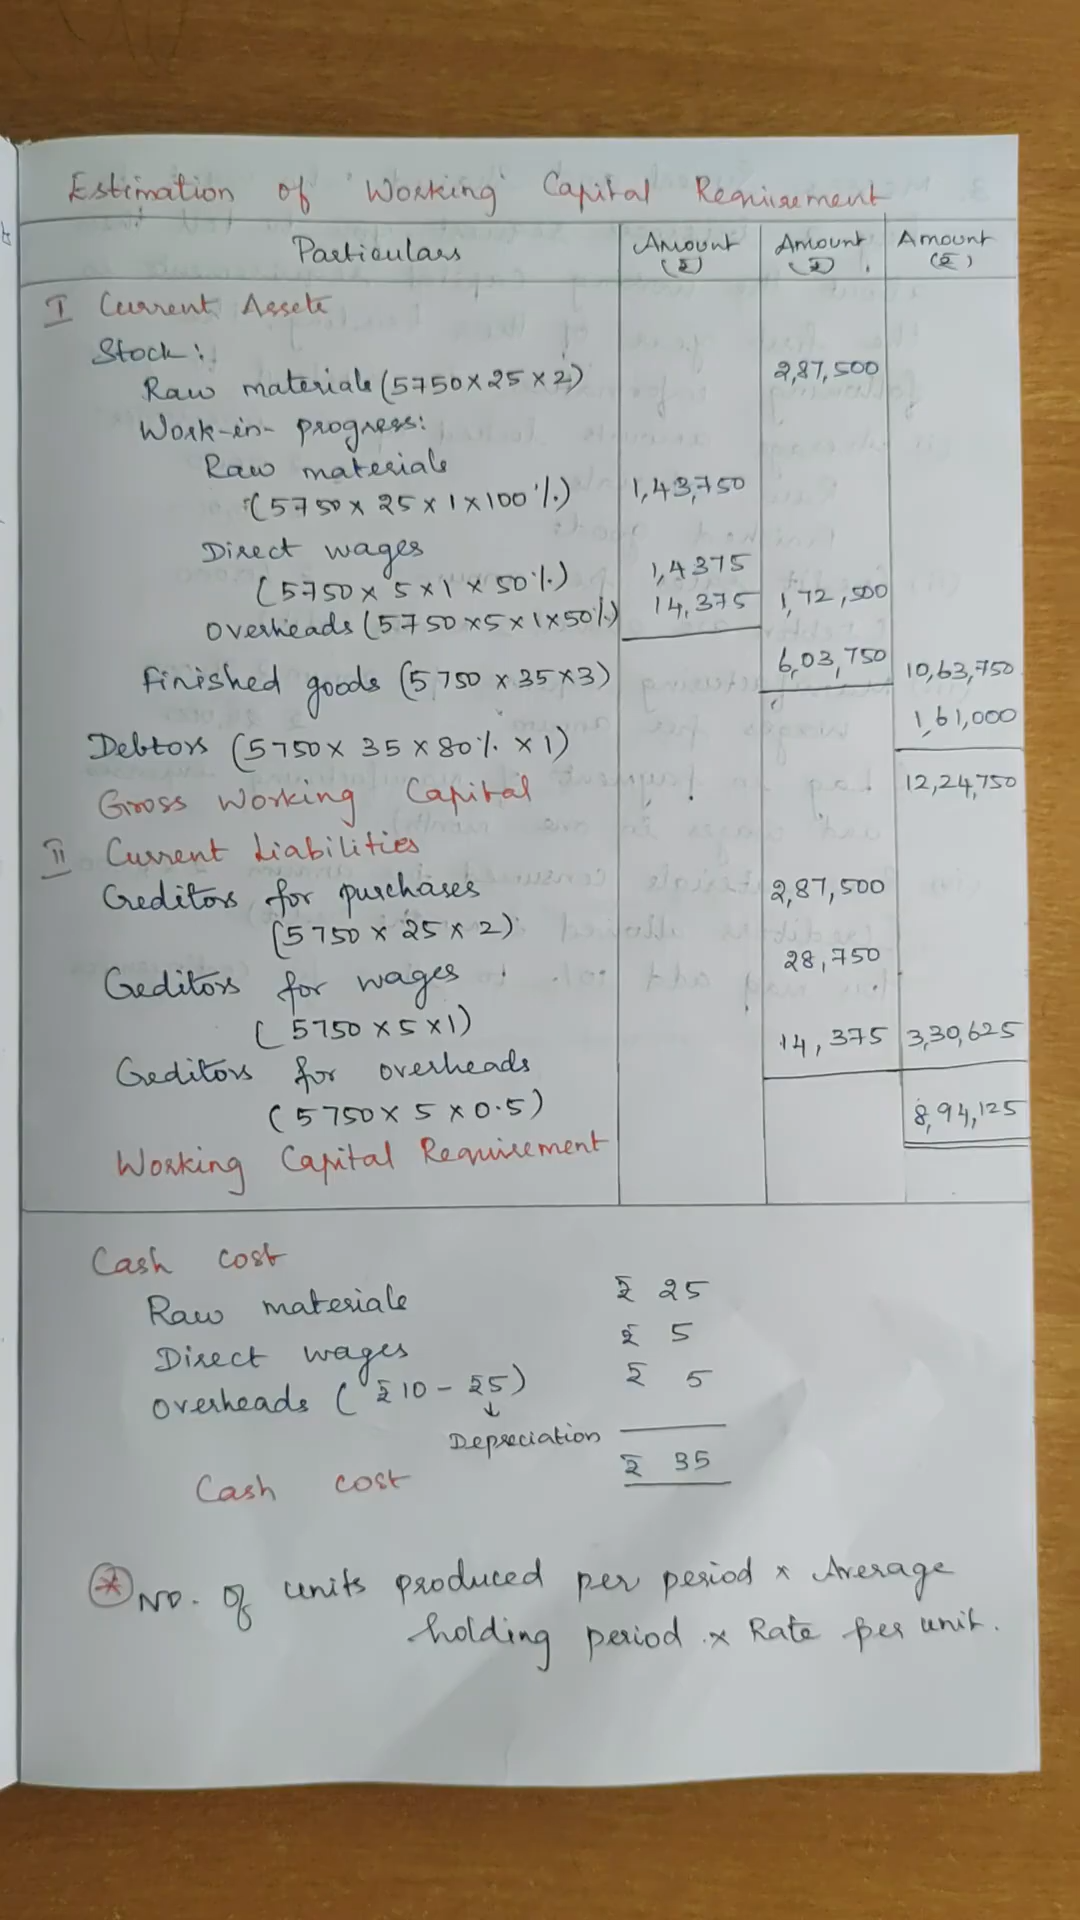 Estimation of Working Capital Requirement
Particulars Amount (₹) Amount (₹) Amount (₹)
I Current Assets
Stock:
Raw materials (5750 x 25 x 2) 2,87,500
Work-in-progress:
Raw materials
(5750 x 25 x 1 x 100%) 1,43,750
Direct wages
(5750 x 5 x 1 x 50%) 1,4375
Overheads (5750 x 5 x 1 x 50%) 14,375 1,72,500
Finished goods (5,750 x 35 x 3) 6,03,750 10,63,750
Debtors (5750 x 35 x 80% x 1) 1,61,000
Gross Working Capital 12,24,750
II Current Liabilities
Creditors for purchases 2,87,500
(5750 x 25 x 2)
Creditors for wages 28,750
(5750 x 5 x 1)
Creditors for overheads 14,375 3,30,625
(5750 x 5 x 0.5)
Working Capital Requirement 8,94,125
Cash cost
Raw materials ₹ 25
Direct wages ₹ 5
Overheads (₹10 - ₹5) ₹ 5
↓
Depreciation
Cash cost ₹ 35
* No. of units produced per period x Average
holding period x Rate per unit.